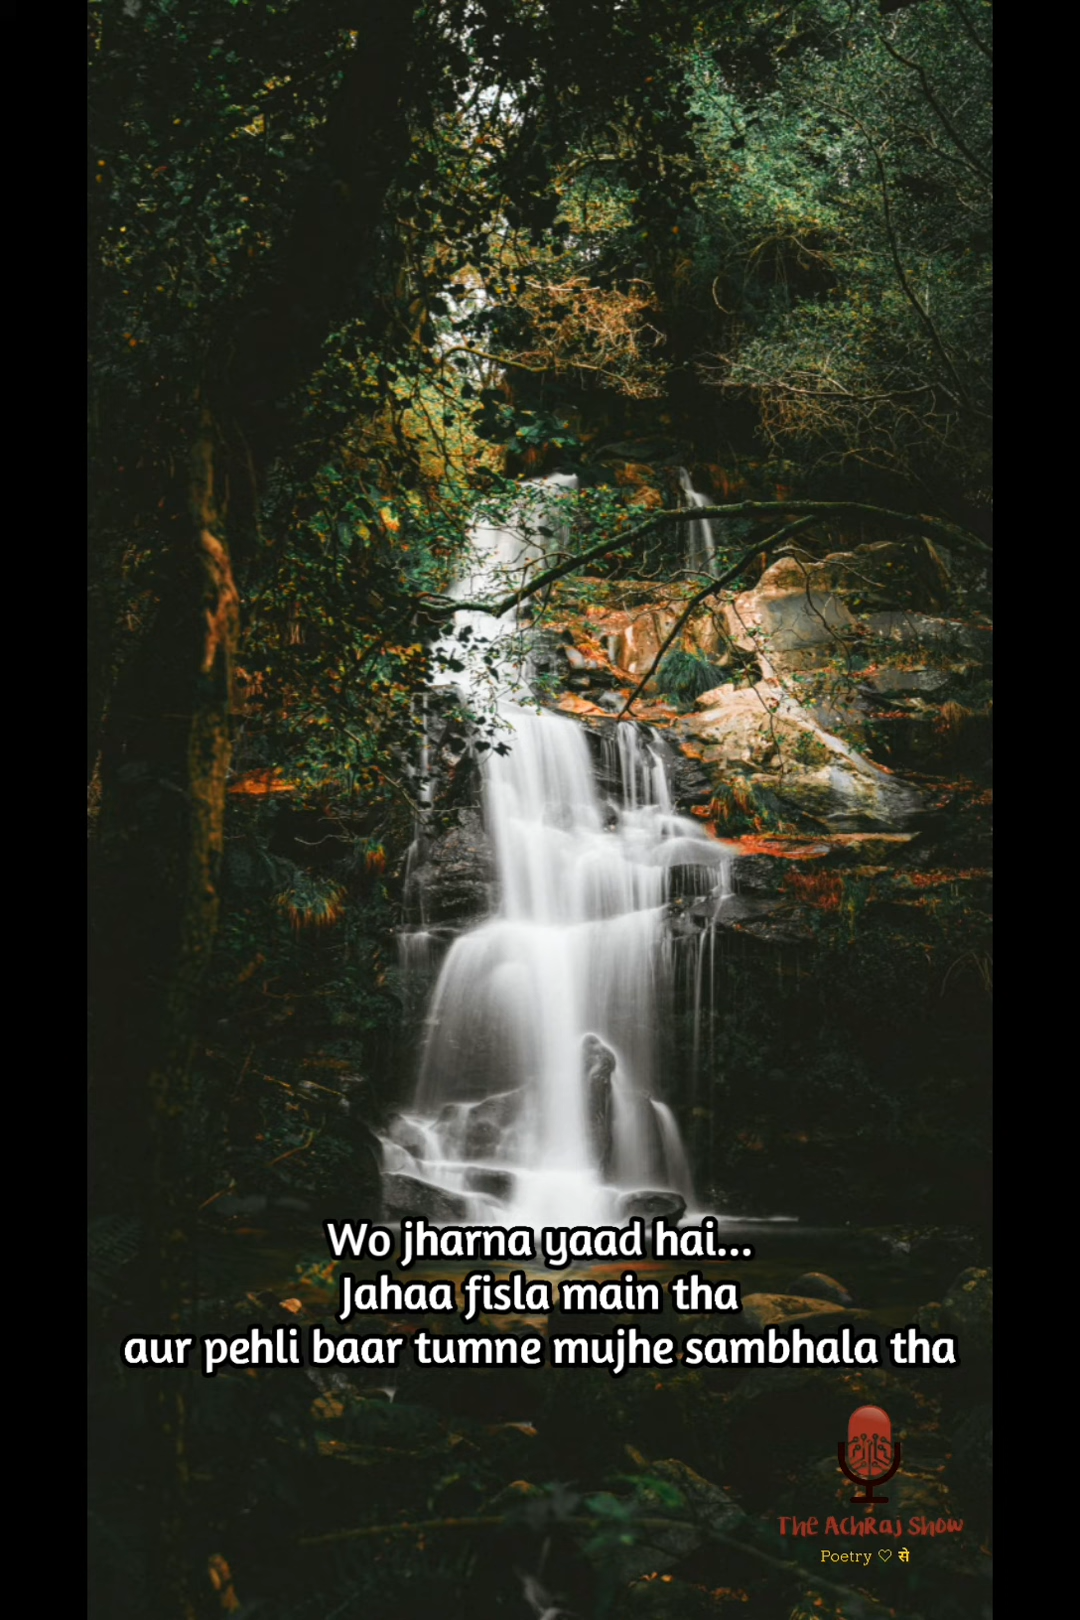 Wo jharna yaad hai...
Jahaa fisla main tha
aur pehli baar tumne mujhe sambhala tha
The AchRaj Show
Poetry ♡ से